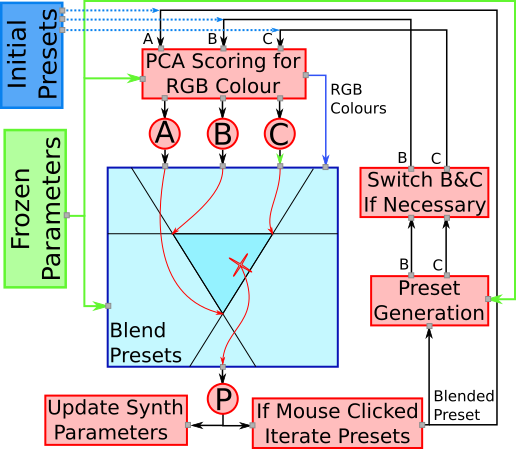 Initial
Presets
A
B
C
PCA Scoring for
RGB Colour
RGB
Colours
A
B
C
Frozen
Parameters
B
C
Switch B&C
If Necessary
B
C
Preset
Generation
Blend
Presets
P
Update Synth
Parameters
If Mouse Clicked
Iterate Presets
Blended
Preset